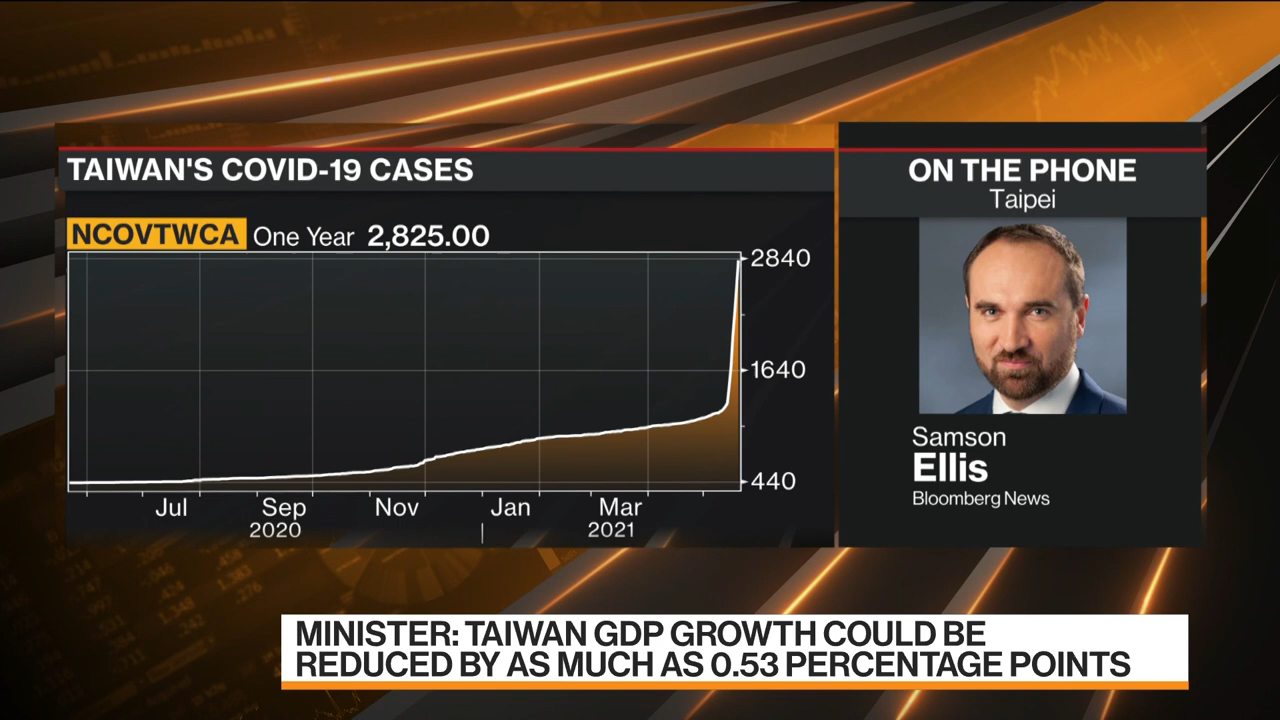 TAIWAN'S COVID-19 CASES
NCOVTWCA One Year 2,825.00
2840
1640
440
Jul Sep Nov Jan Mar
2020 2021
ON THE PHONE
Taipei
Samson
Ellis
Bloomberg News
MINISTER: TAIWAN GDP GROWTH COULD BE
REDUCED BY AS MUCH AS 0.53 PERCENTAGE POINTS